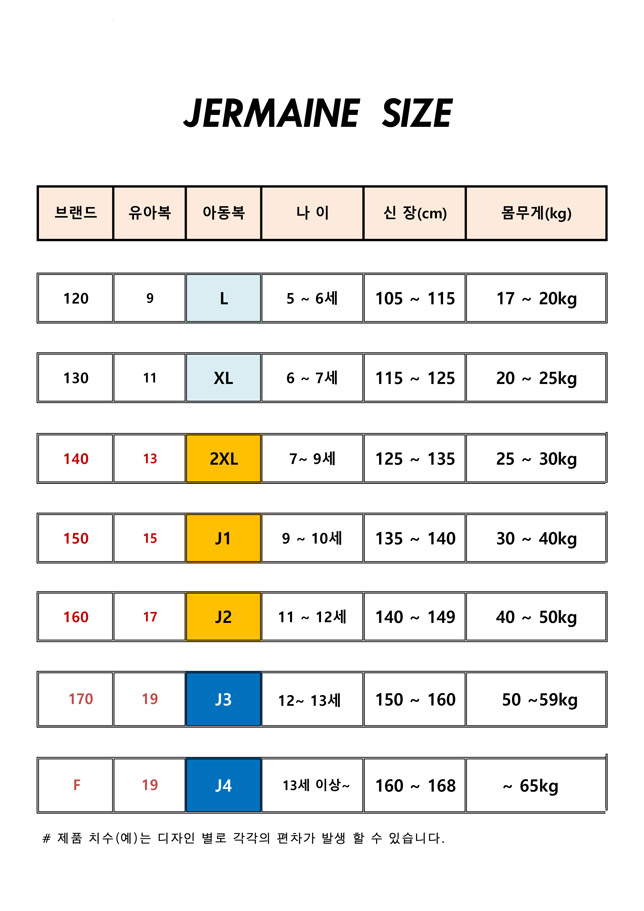 JERMAINE SIZE
브랜드 유아복 아동복 나 이 신 장(cm) 몸무게(kg)
120 9 L 5 ~ 6세 105 ~ 115 17 ~ 20kg
130 11 XL 6 ~ 7세 115 ~ 125 20 ~ 25kg
140 13 2XL 7~ 9세 125 ~ 135 25 ~ 30kg
150 15 J1 9 ~ 10세 135 ~ 140 30 ~ 40kg
160 17 J2 11 ~ 12세 140 ~ 149 40 ~ 50kg
170 19 J3 12~ 13세 150 ~ 160 50 ~59kg
F 19 J4 13세 이상~ 160 ~ 168 ~ 65kg
# 제품 치수(예)는 디자인 별로 각각의 편차가 발생 할 수 있습니다.